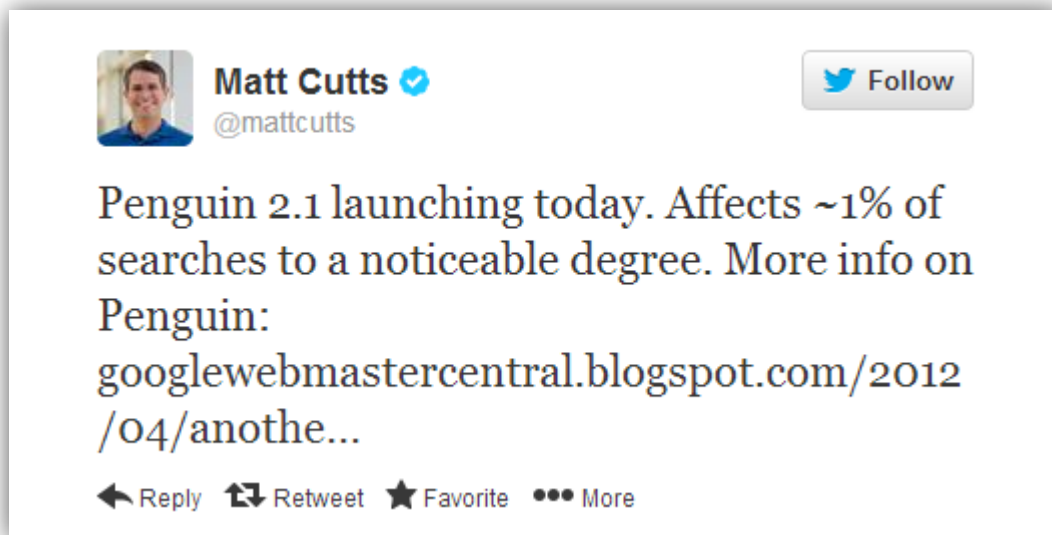 Matt Cutts
Follow
@mattcutts
Penguin 2.1 launching today. Affects ~1% of
searches to a noticeable degree. More info on
Penguin:
googlewebmastercentral.blogspot.com/2012
/04/anothe...
Reply Retweet Favorite More